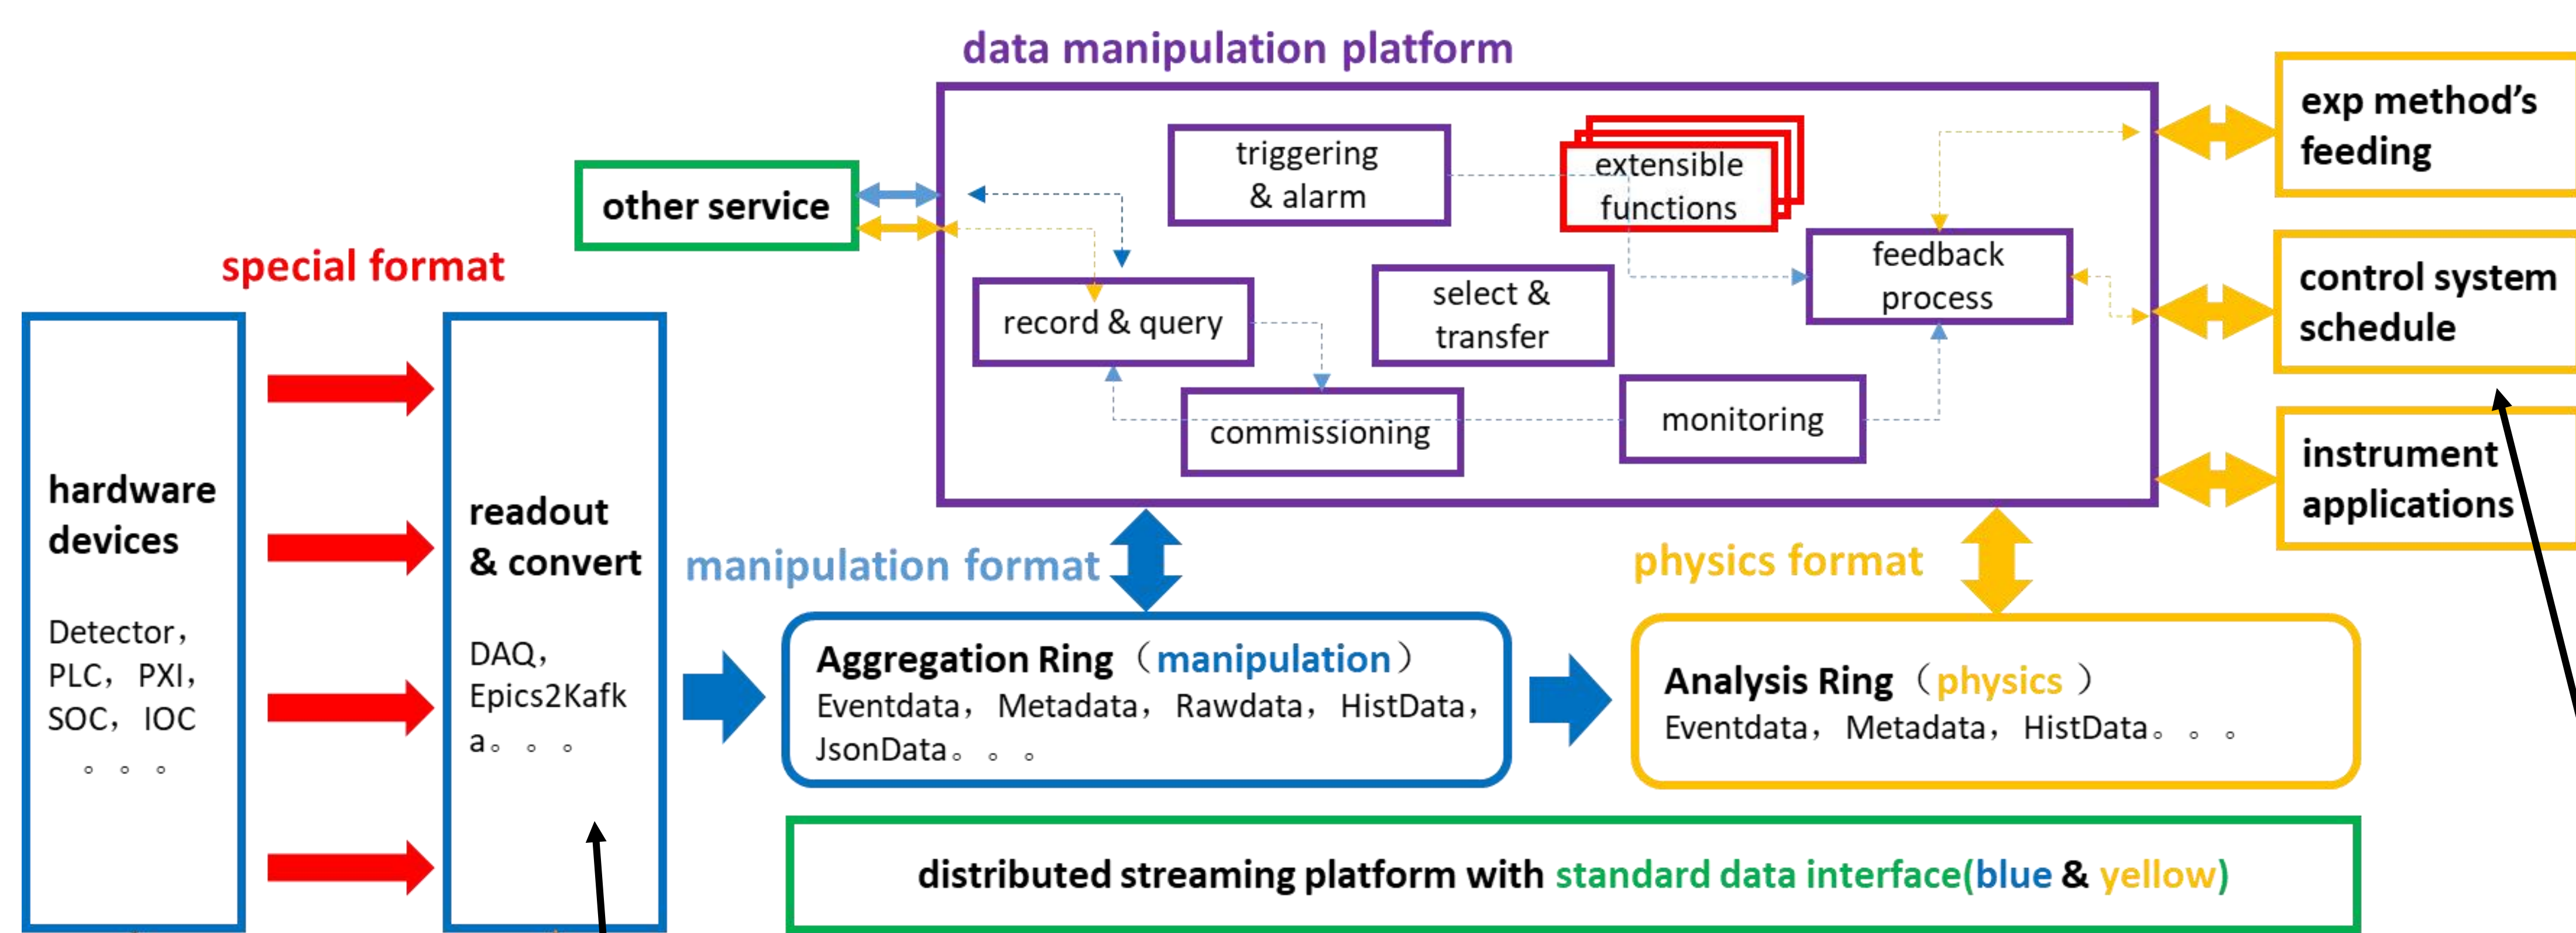 data manipulation platform
exp method's
feeding
triggering
& alarm
extensible
functions
other service
feedback
process
special format
control system
schedule
select &
transfer
record & query
monitoring
commissioning
instrument
applications
hardware
devices
Detector，
PLC， PXI，
SOC， IOC
。。。
readout
& convert
DAQ，
Epics2Kafk
a。。。
manipulation format
physics format
Aggregation Ring（manipulation）
Eventdata，Metadata，Rawdata，HistData，
JsonData。。。
Analysis Ring（physics ）
Eventdata，Metadata，HistData。。。
distributed streaming platform with standard data interface(blue & yellow)